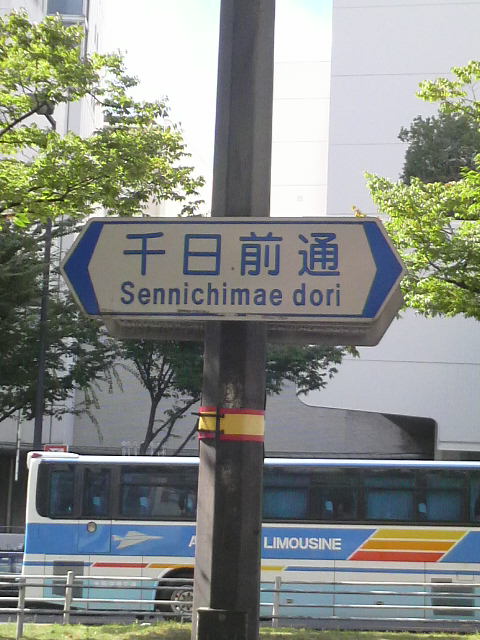 千日前通
Sennichimae dori
LIMOUSINE